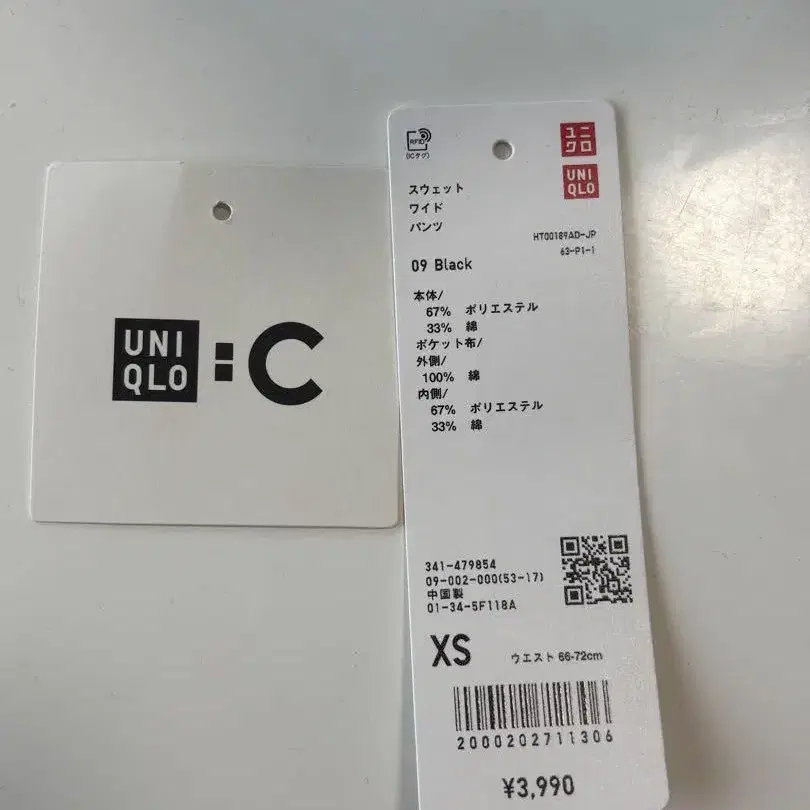 UNI
QLO
:C
RFID
(ICタグ)
ユニ
クロ
UNI
QLO
スウェット
ワイド
パンツ
HT00189AD-JP
63-P1-1
09 Black
本体/
67% ポリエステル
33% 綿
ポケット布/
外側/
100% 綿
内側/
67% ポリエステル
33% 綿
341-479854
09-002-000(53-17)
中国製
01-34-5F118A
XS ウエスト 66-72cm
2000202711306
¥3,990